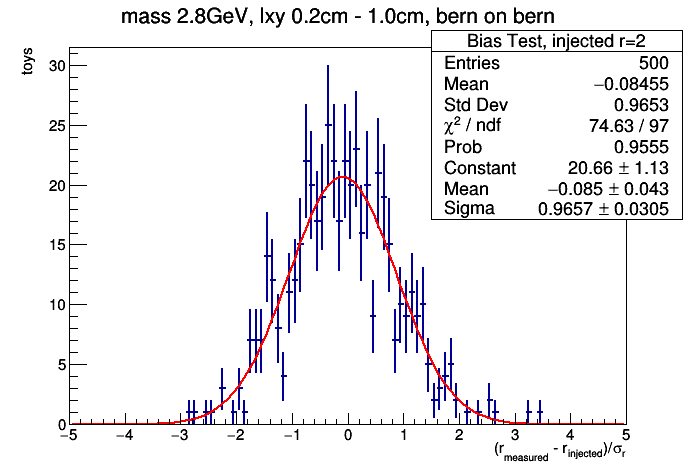 mass 2.8GeV, lxy 0.2cm - 1.0cm, bern on bern
Bias Test, injected r=2
Entries 500
Mean −0.08455
Std Dev 0.9653
χ² / ndf 74.63 / 97
Prob 0.9555
Constant 20.66 ± 1.13
Mean −0.085 ± 0.043
Sigma 0.9657 ± 0.0305
toys
30
25
20
15
10
5
0
−5 −4 −3 −2 −1 0 1 2 3 4 5
(r_measured - r_injected)/σ_r